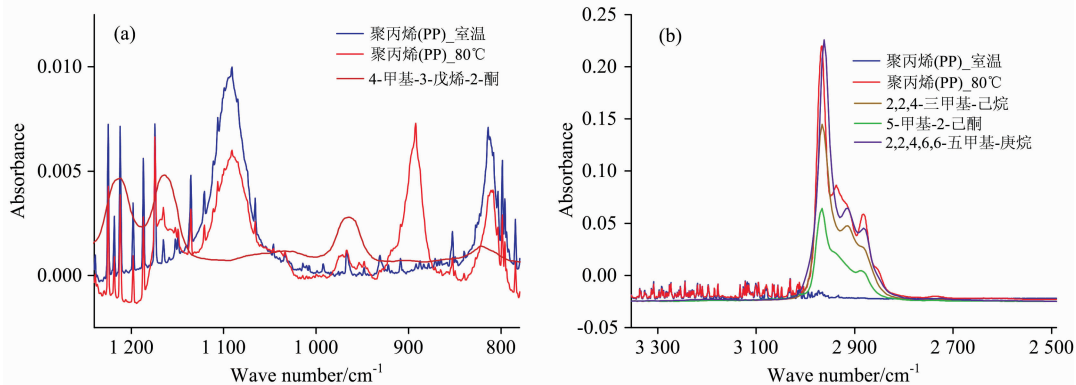 (a)
聚丙烯(PP)_室温
聚丙烯(PP)_80℃
4-甲基-3-戊烯-2-酮
0.010
0.005
0.000
Absorbance
1 200
1 100
1 000
900
800
Wave number/cm-1
(b)
聚丙烯(PP)_室温
聚丙烯(PP)_80℃
2,2,4-三甲基-己烷
5-甲基-2-己酮
2,2,4,6,6-五甲基-庚烷
0.25
0.20
0.15
0.10
0.05
0.00
-0.05
Absorbance
3 300
3 100
2 900
2 700
2 500
Wave number/cm-1